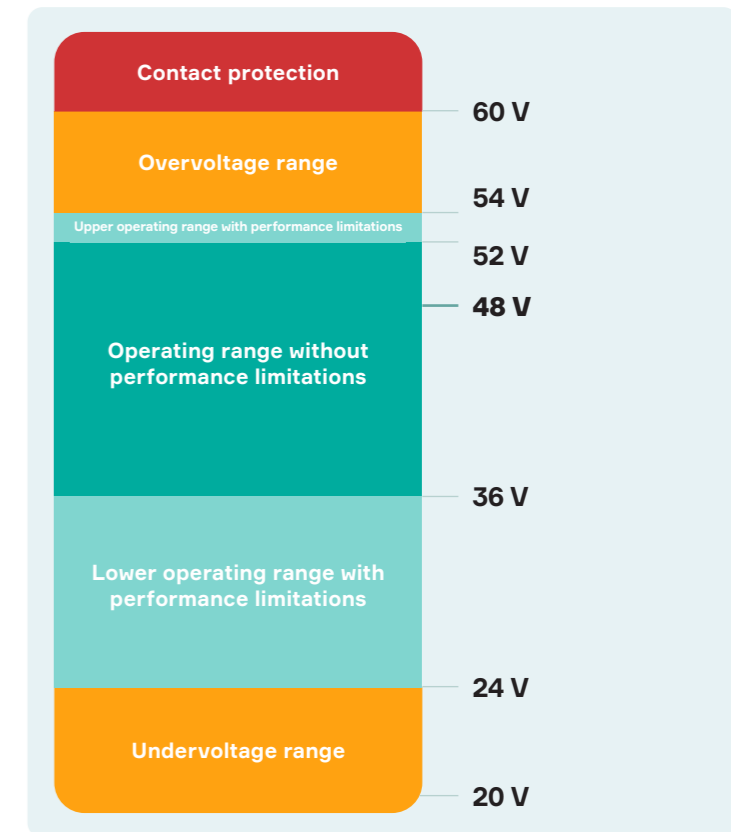 Contact protection
60 V
Overvoltage range
54 V
Upper operating range with performance limitations
52 V
48 V
Operating range without
performance limitations
36 V
Lower operating range with
performance limitations
24 V
Undervoltage range
20 V